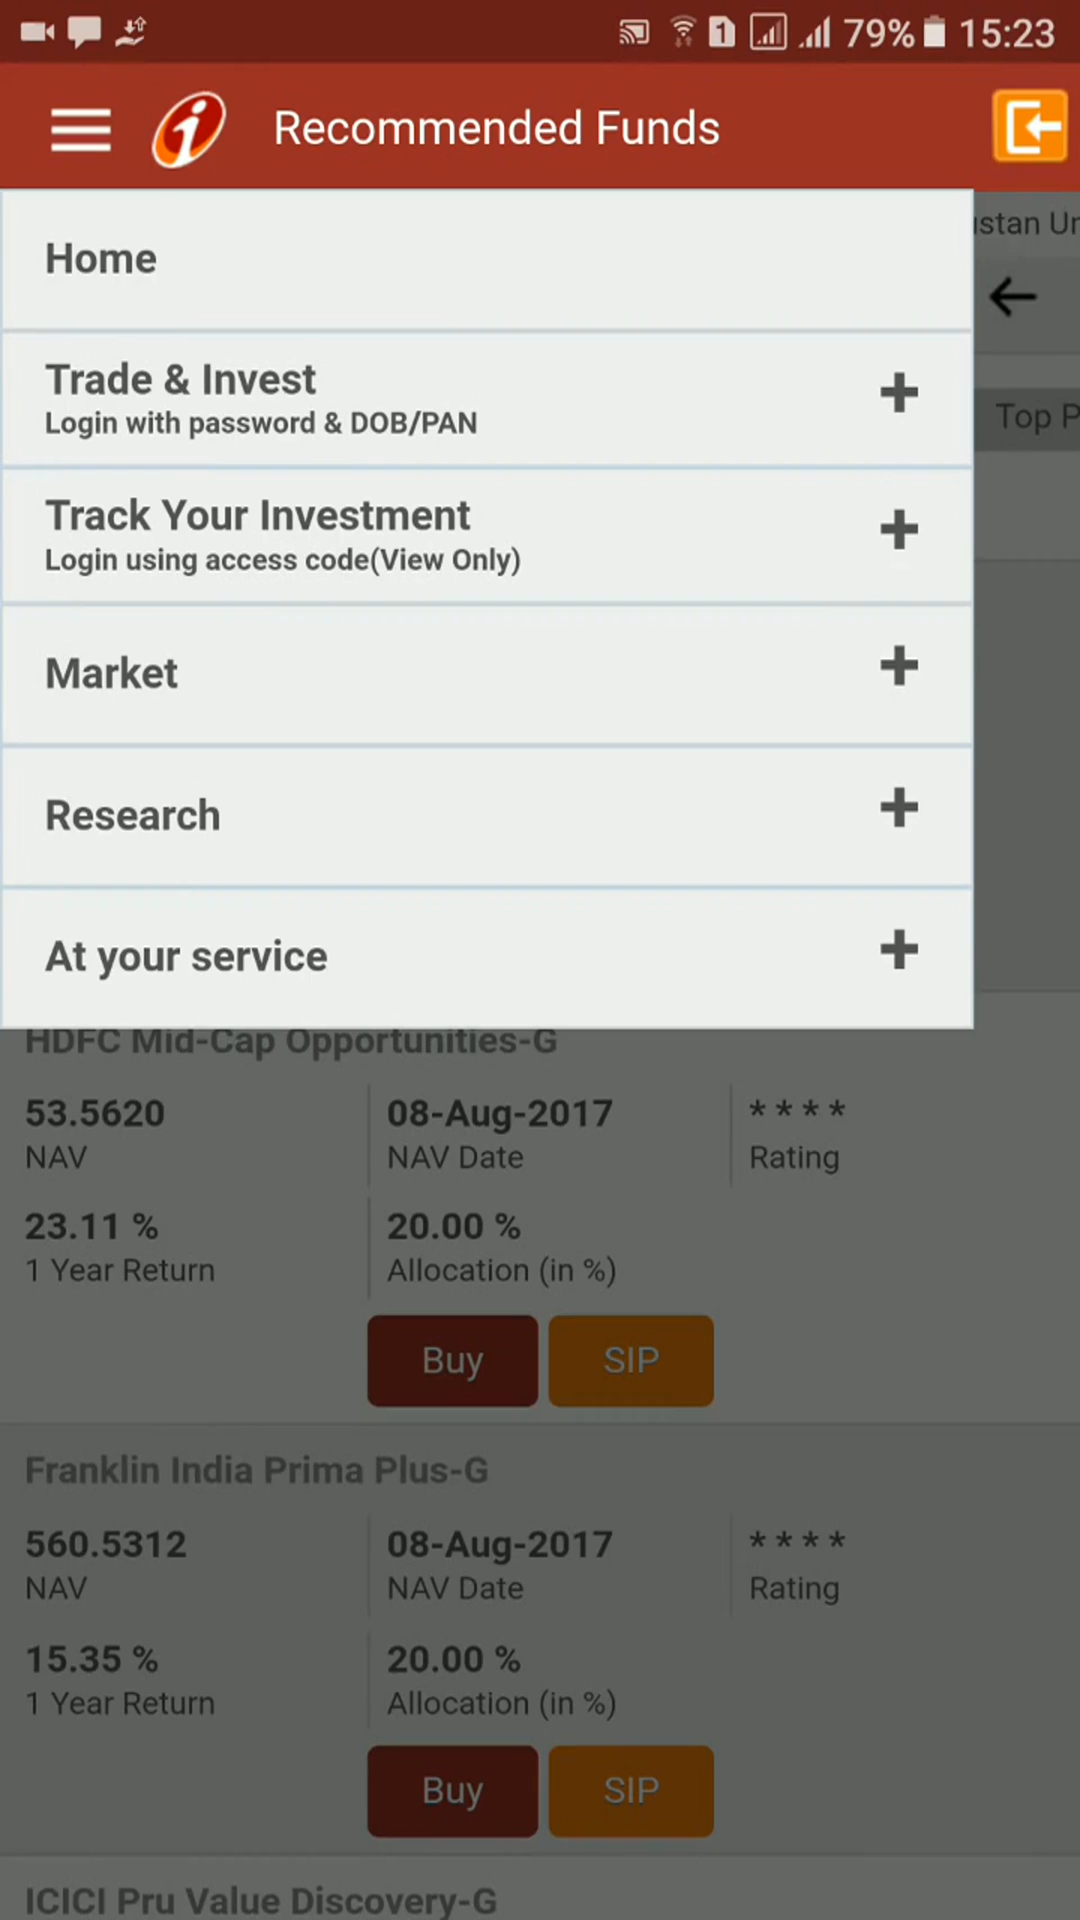 79% 15:23
Recommended Funds
Home
Trade & Invest
Login with password & DOB/PAN
Track Your Investment
Login using access code(View Only)
Market
Research
At your service
Top P
HDFC Mid-Cap Opportunities-G
53.5620 08-Aug-2017 ****
NAV NAV Date Rating
23.11 % 20.00 %
1 Year Return Allocation (in %)
Buy SIP
Franklin India Prima Plus-G
560.5312 08-Aug-2017 ****
NAV NAV Date Rating
15.35 % 20.00 %
1 Year Return Allocation (in %)
Buy SIP
ICICI Pru Value Discovery-G